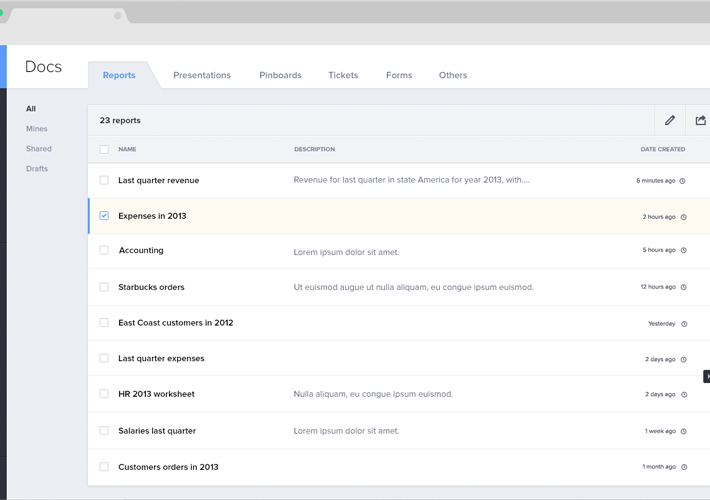 Docs
Reports Presentations Pinboards Tickets Forms Others
All
Mines
Shared
Drafts
23 reports
NAME DESCRIPTION DATE CREATED
Last quarter revenue Revenue for last quarter in state America for year 2013, with.... 6 minutes ago
Expenses in 2013 2 hours ago
Accounting Lorem ipsum dolor sit amet. 5 hours ago
Starbucks orders Ut euismod augue ut nulla aliquam, eu congue ipsum euismod. 12 hours ago
East Coast customers in 2012 Yesterday
Last quarter expenses 2 days ago
HR 2013 worksheet Nulla aliquam, eu congue ipsum euismod. 2 days ago
Salaries last quarter Lorem ipsum dolor sit amet. 1 week ago
Customers orders in 2013 1 month ago